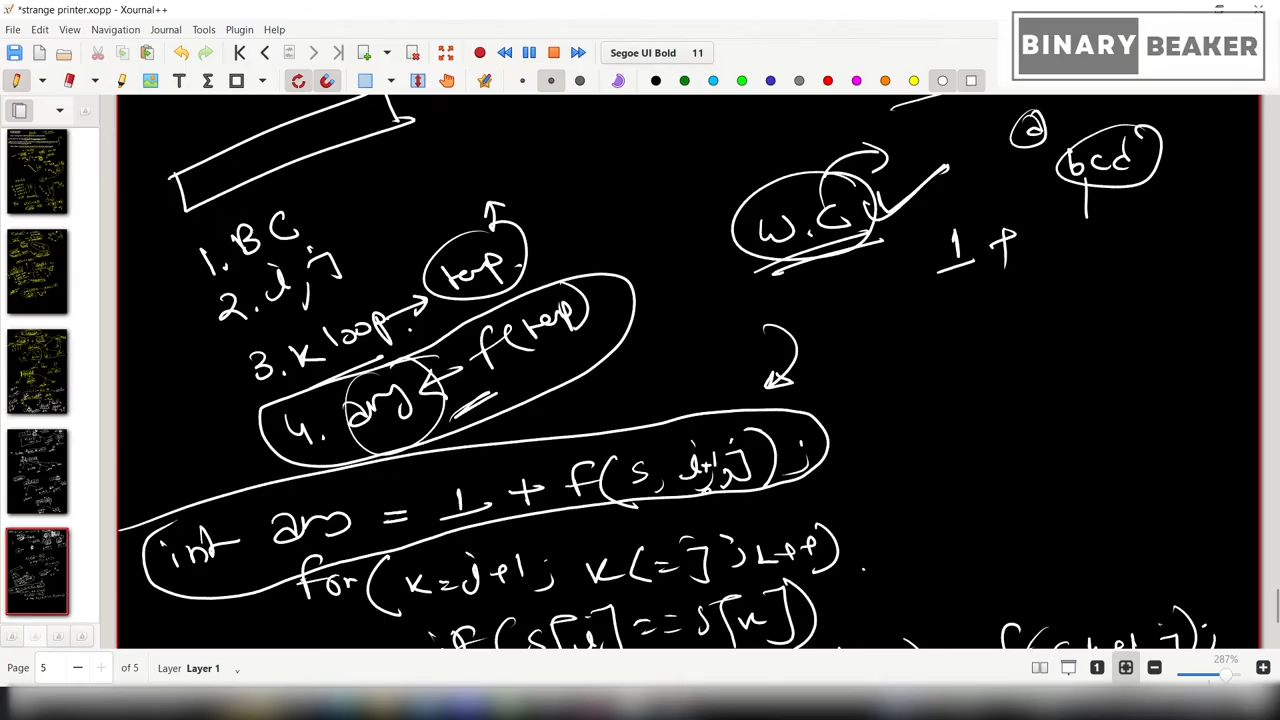 *strange printer.xopp - Xournal++
File Edit View Navigation Journal Tools Plugin Help
BINARY BEAKER
Segoe UI Bold 11
a
bcd
W.C
1 +
1. BC
2. i, j
3. K loop → temp
4. ans ← f(temp)
int ans = 1 + f(s, i+1, j);
for (k=i+1; k<=j; k++)
if (s[i] == s[k])
Page 5 of 5 Layer Layer 1
287%